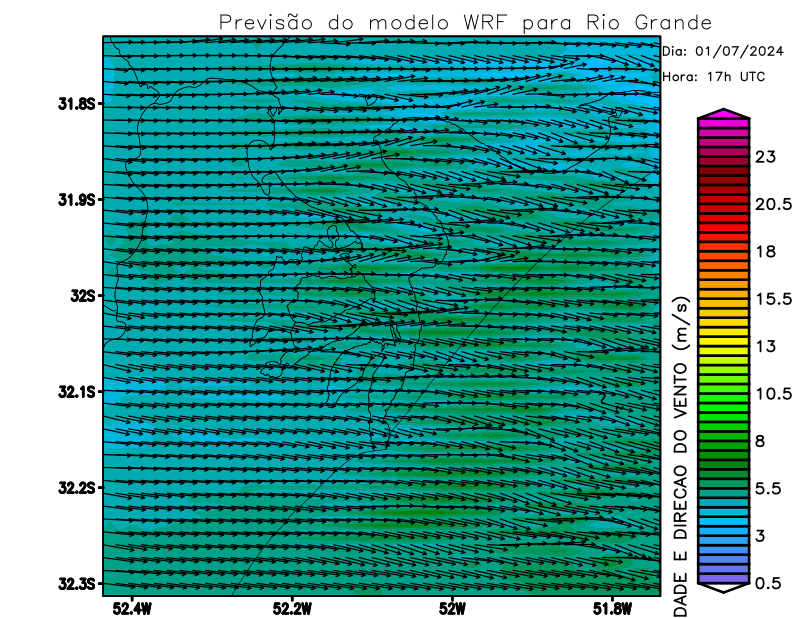 Previsão do modelo WRF para Rio Grande
Dia: 01/07/2024
Hora: 17h UTC
31.8S
31.9S
32S
32.1S
32.2S
32.3S
52.4W
52.2W
52W
51.8W
23
20.5
18
15.5
13
10.5
8
5.5
3
0.5
DADE E DIRECAO DO VENTO (m/s)